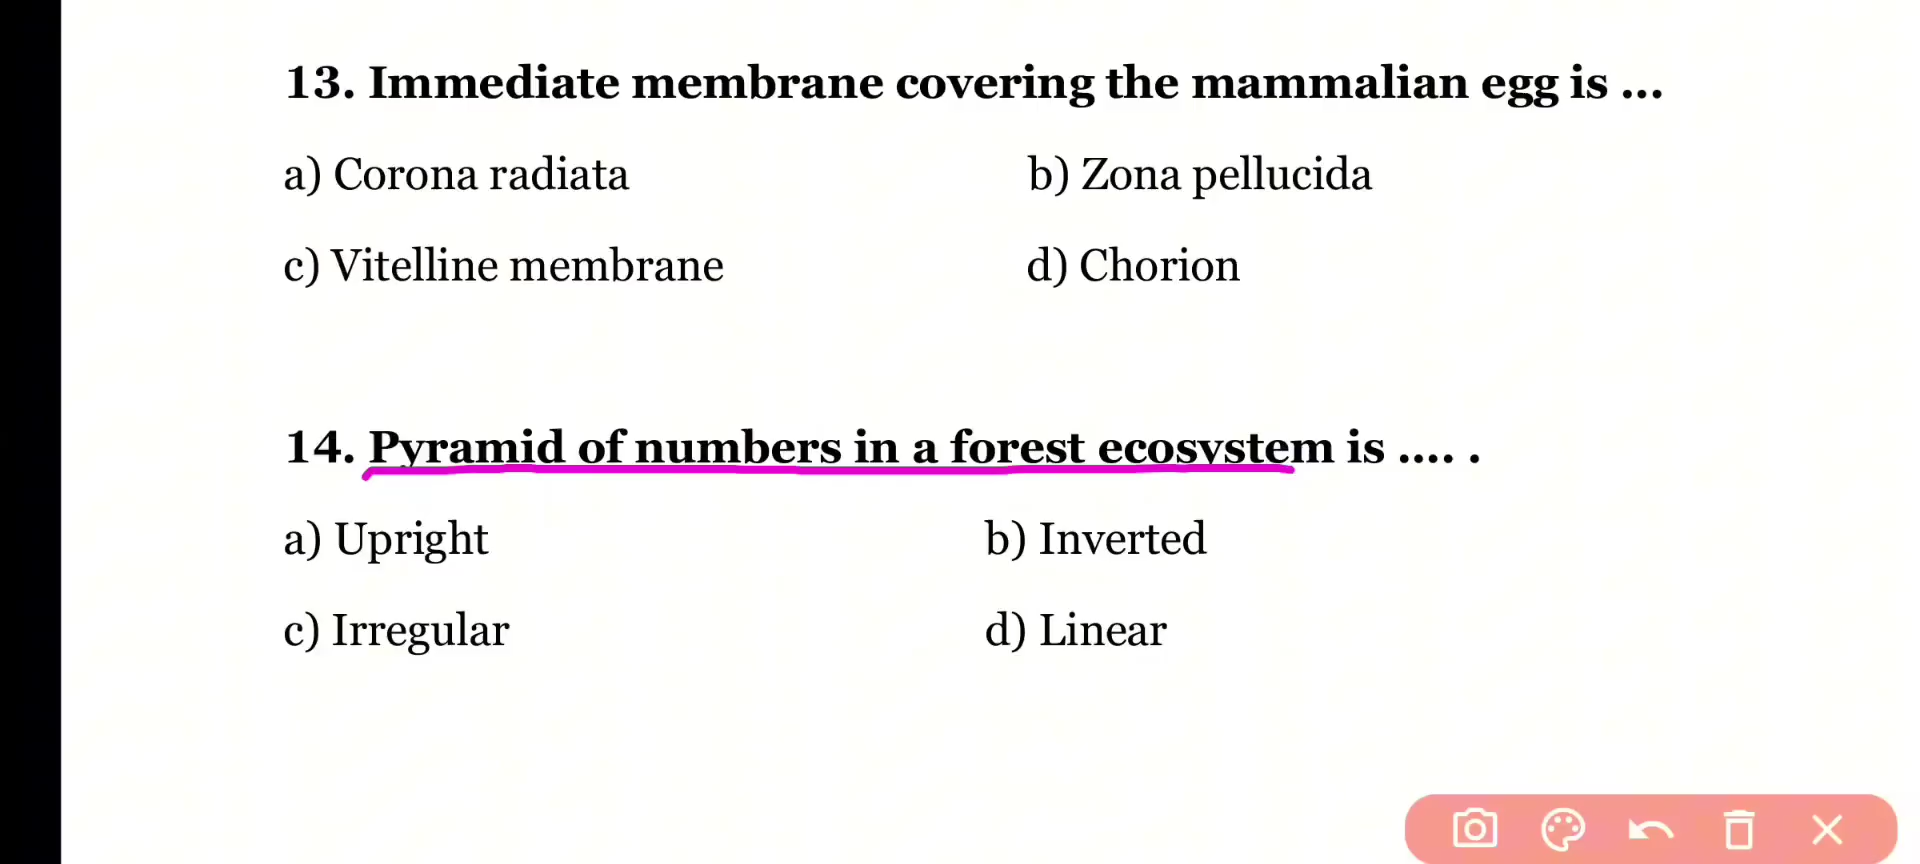 13. Immediate membrane covering the mammalian egg is ...
a) Corona radiata b) Zona pellucida
c) Vitelline membrane d) Chorion
14. Pyramid of numbers in a forest ecosystem is .... .
a) Upright b) Inverted
c) Irregular d) Linear